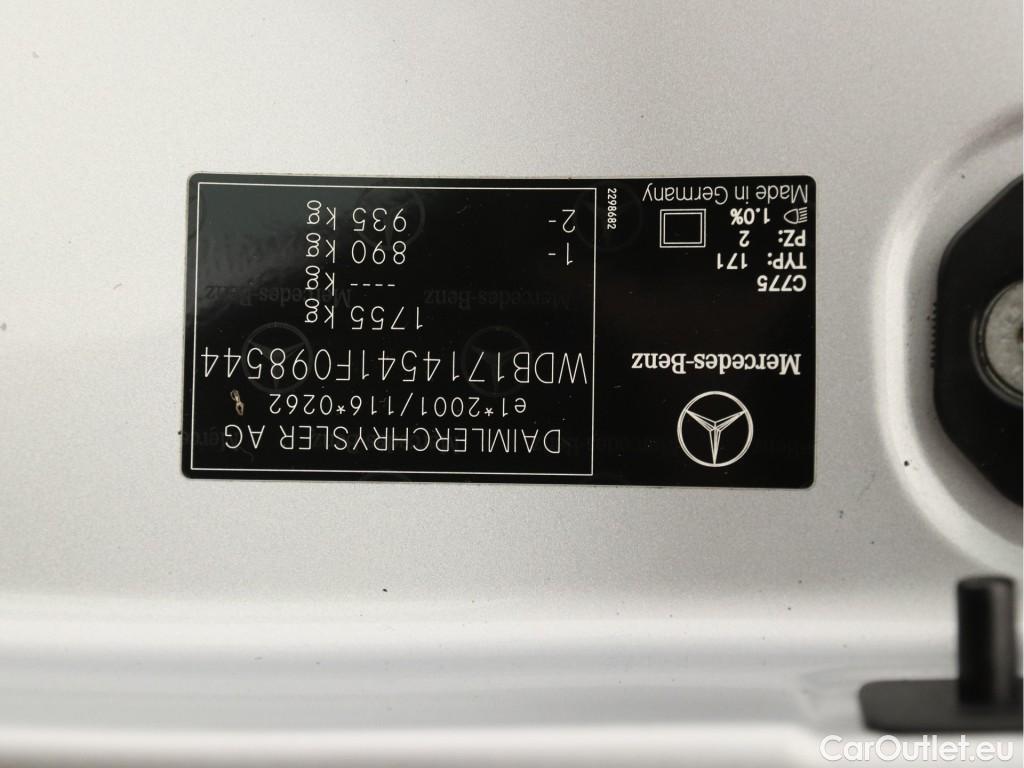 Mercedes-Benz
C775
TYP: 171
PZ: 2
1.0%
Made in Germany
2298682
DAIMLERCHRYSLER AG
e1*2001/116*0262
WDB1714541F098544
1755 kg
---- kg
1- 890 kg
2- 935 kg
CarOutlet.eu